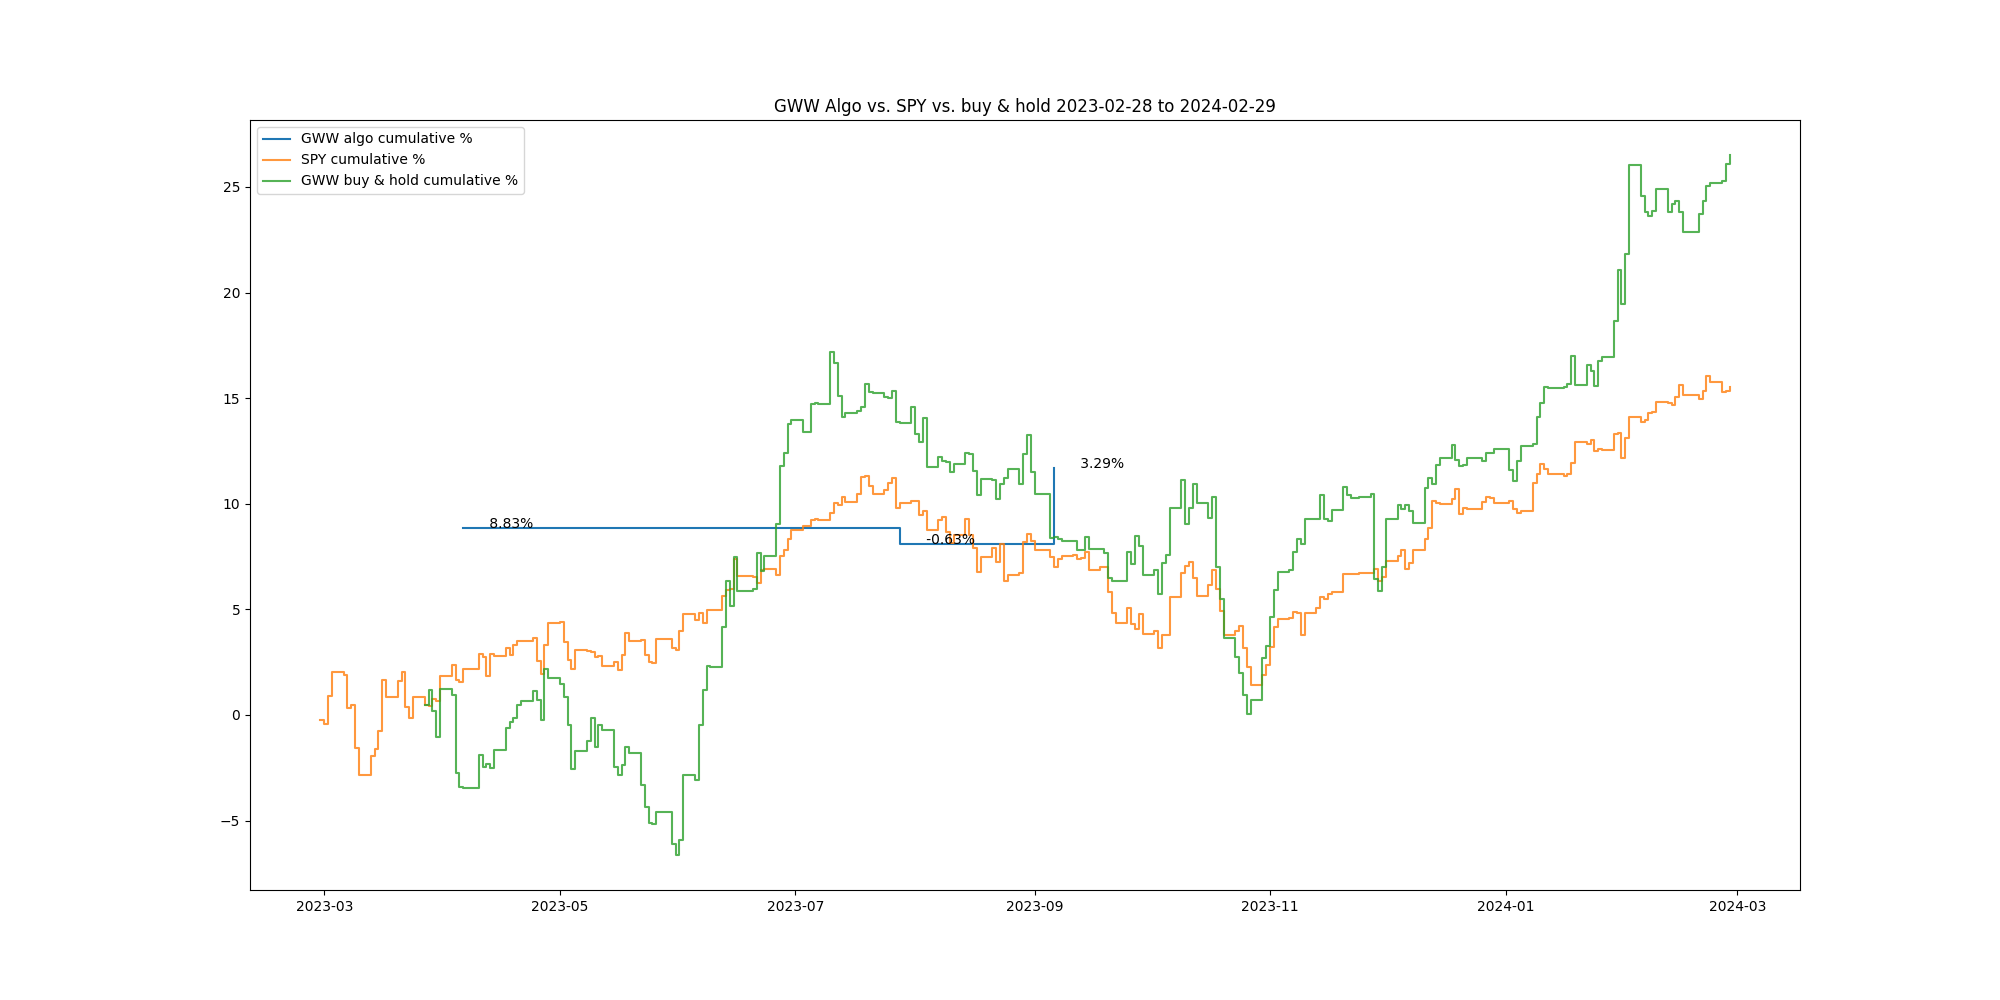 GWW Algo vs. SPY vs. buy & hold 2023-02-28 to 2024-02-29
GWW algo cumulative %
SPY cumulative %
GWW buy & hold cumulative %
25
20
15
10
5
0
−5
8.83%
-0.63%
3.29%
2023-03 2023-05 2023-07 2023-09 2023-11 2024-01 2024-03